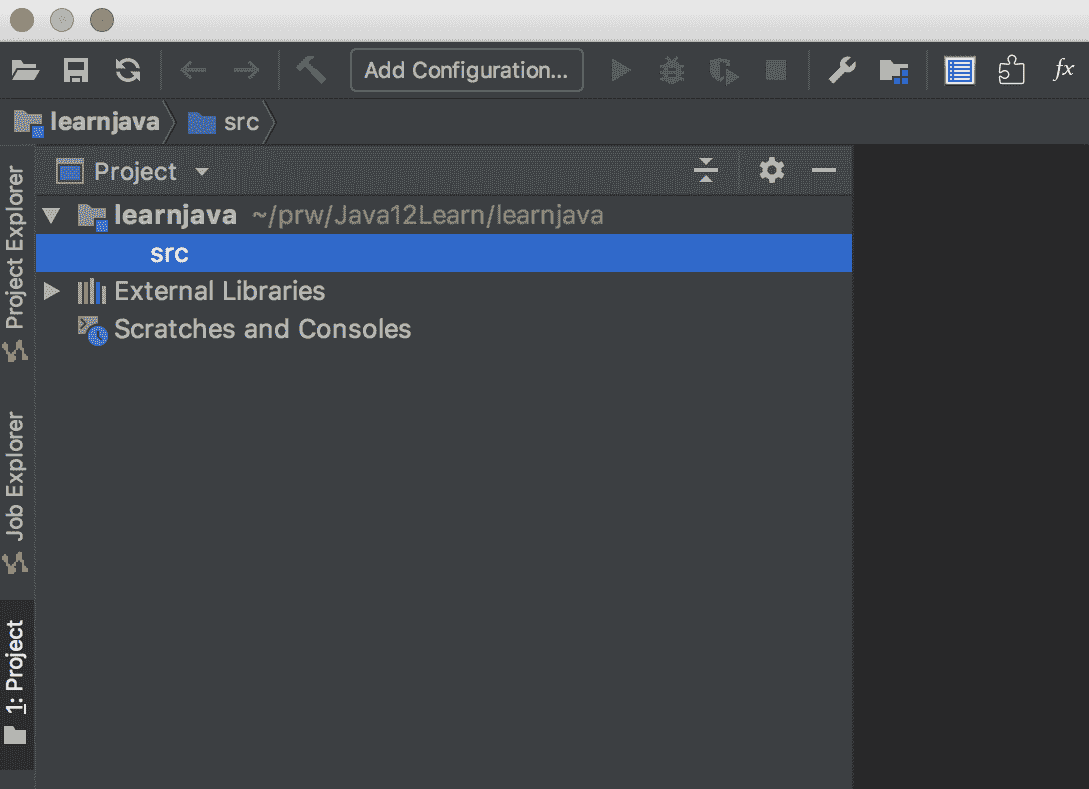 Add Configuration...
fx
learnjava
src
Project
learnjava ~/prw/Java12Learn/learnjava
src
External Libraries
Scratches and Consoles
Project Explorer
Job Explorer
1: Project